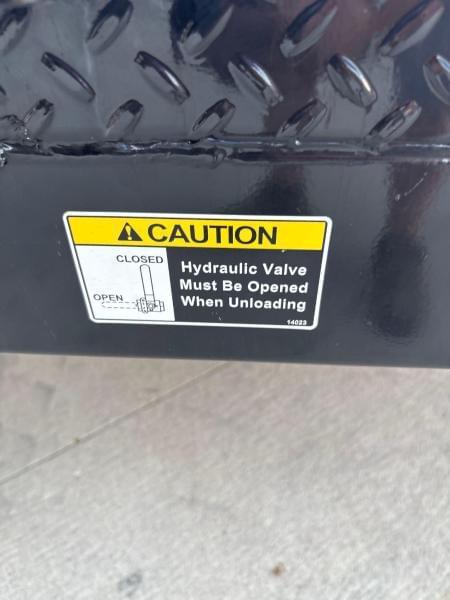 CAUTION
CLOSED
OPEN
Hydraulic Valve
Must Be Opened
When Unloading
14023